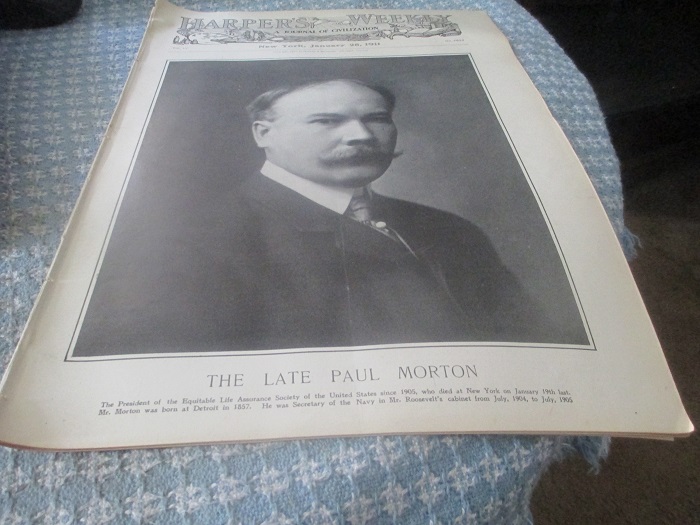 HARPER'S WEEKLY
A JOURNAL OF CIVILIZATION
New York, January 28, 1911
THE LATE PAUL MORTON
The President of the Equitable Life Assurance Society of the United States since 1905, who died at New York on January 19th last.
Mr. Morton was born at Detroit in 1857. He was Secretary of the Navy in Mr. Roosevelt's cabinet from July, 1904, to July, 1905